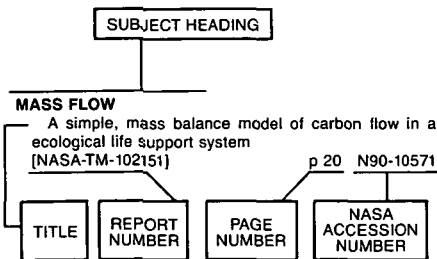 SUBJECT HEADING
MASS FLOW
A simple, mass balance model of carbon flow in a
ecological life support system
[NASA-TM-102151] p 20 N90-10571
TITLE
REPORT
NUMBER
PAGE
NUMBER
NASA
ACCESSION
NUMBER